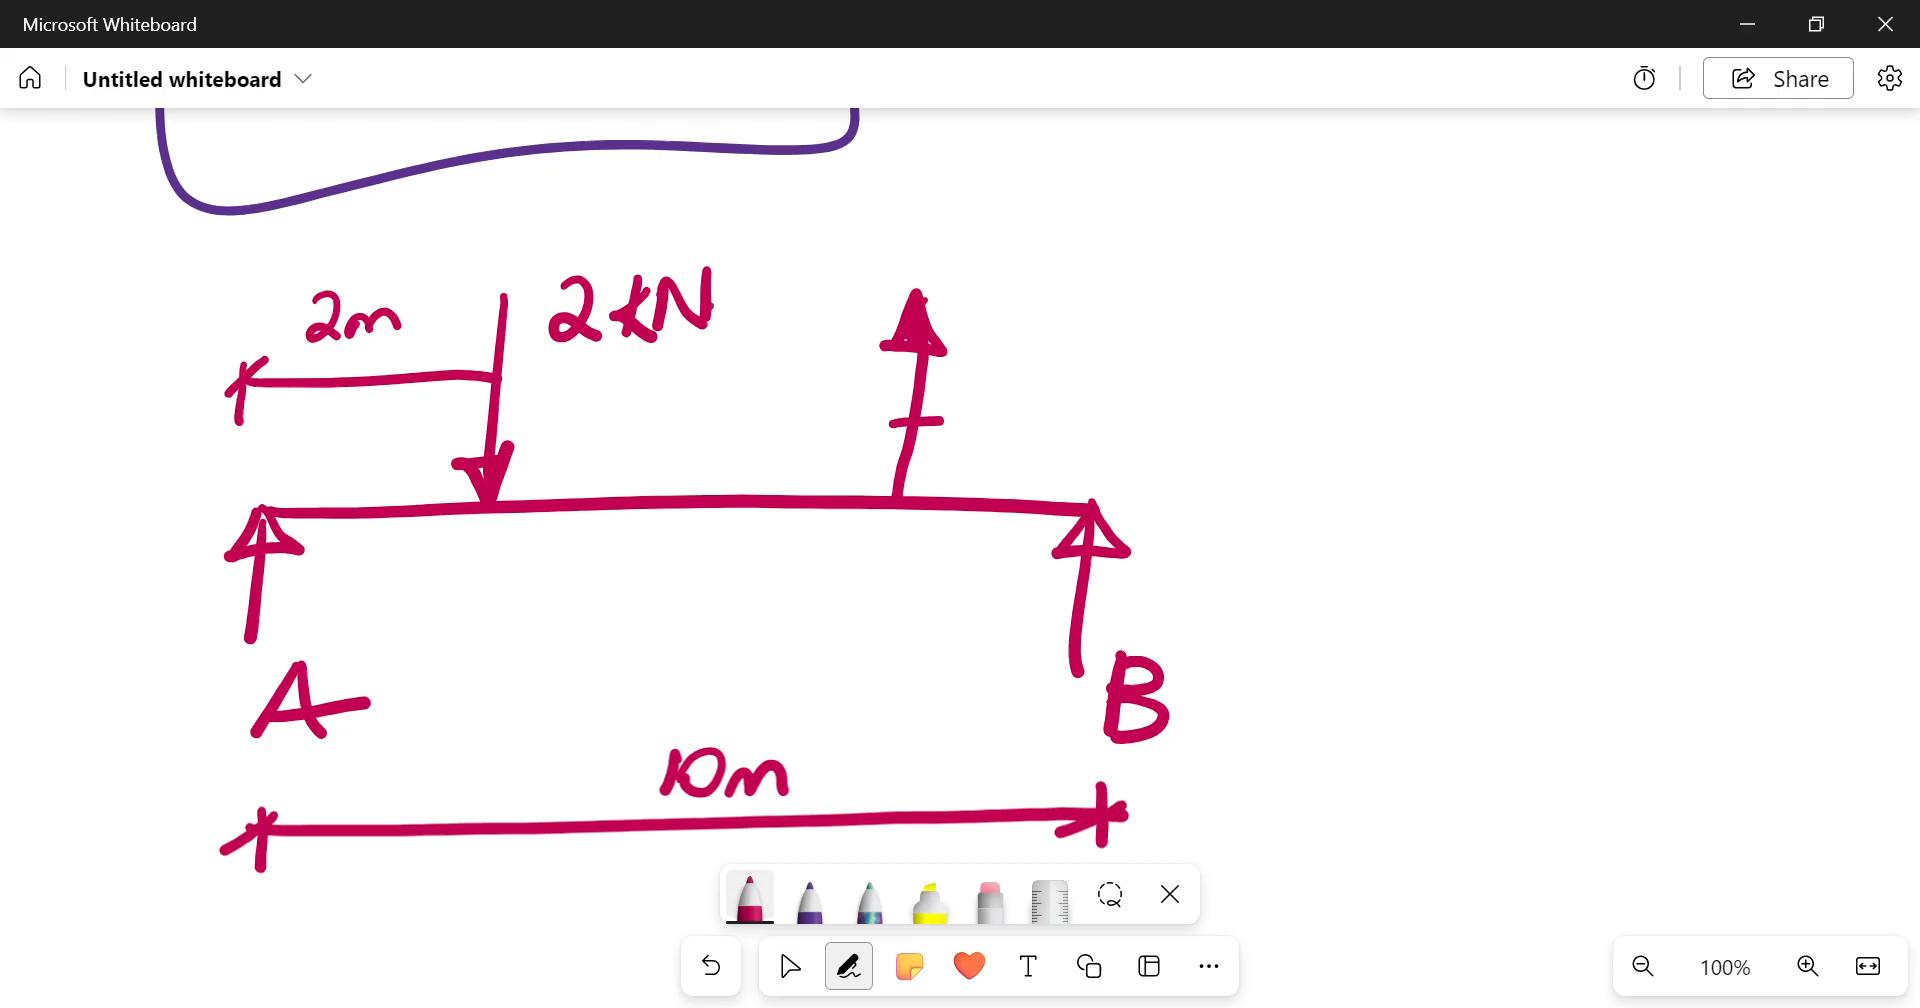 Microsoft Whiteboard
Untitled whiteboard
Share
2m
2kN
A
B
10m
100%